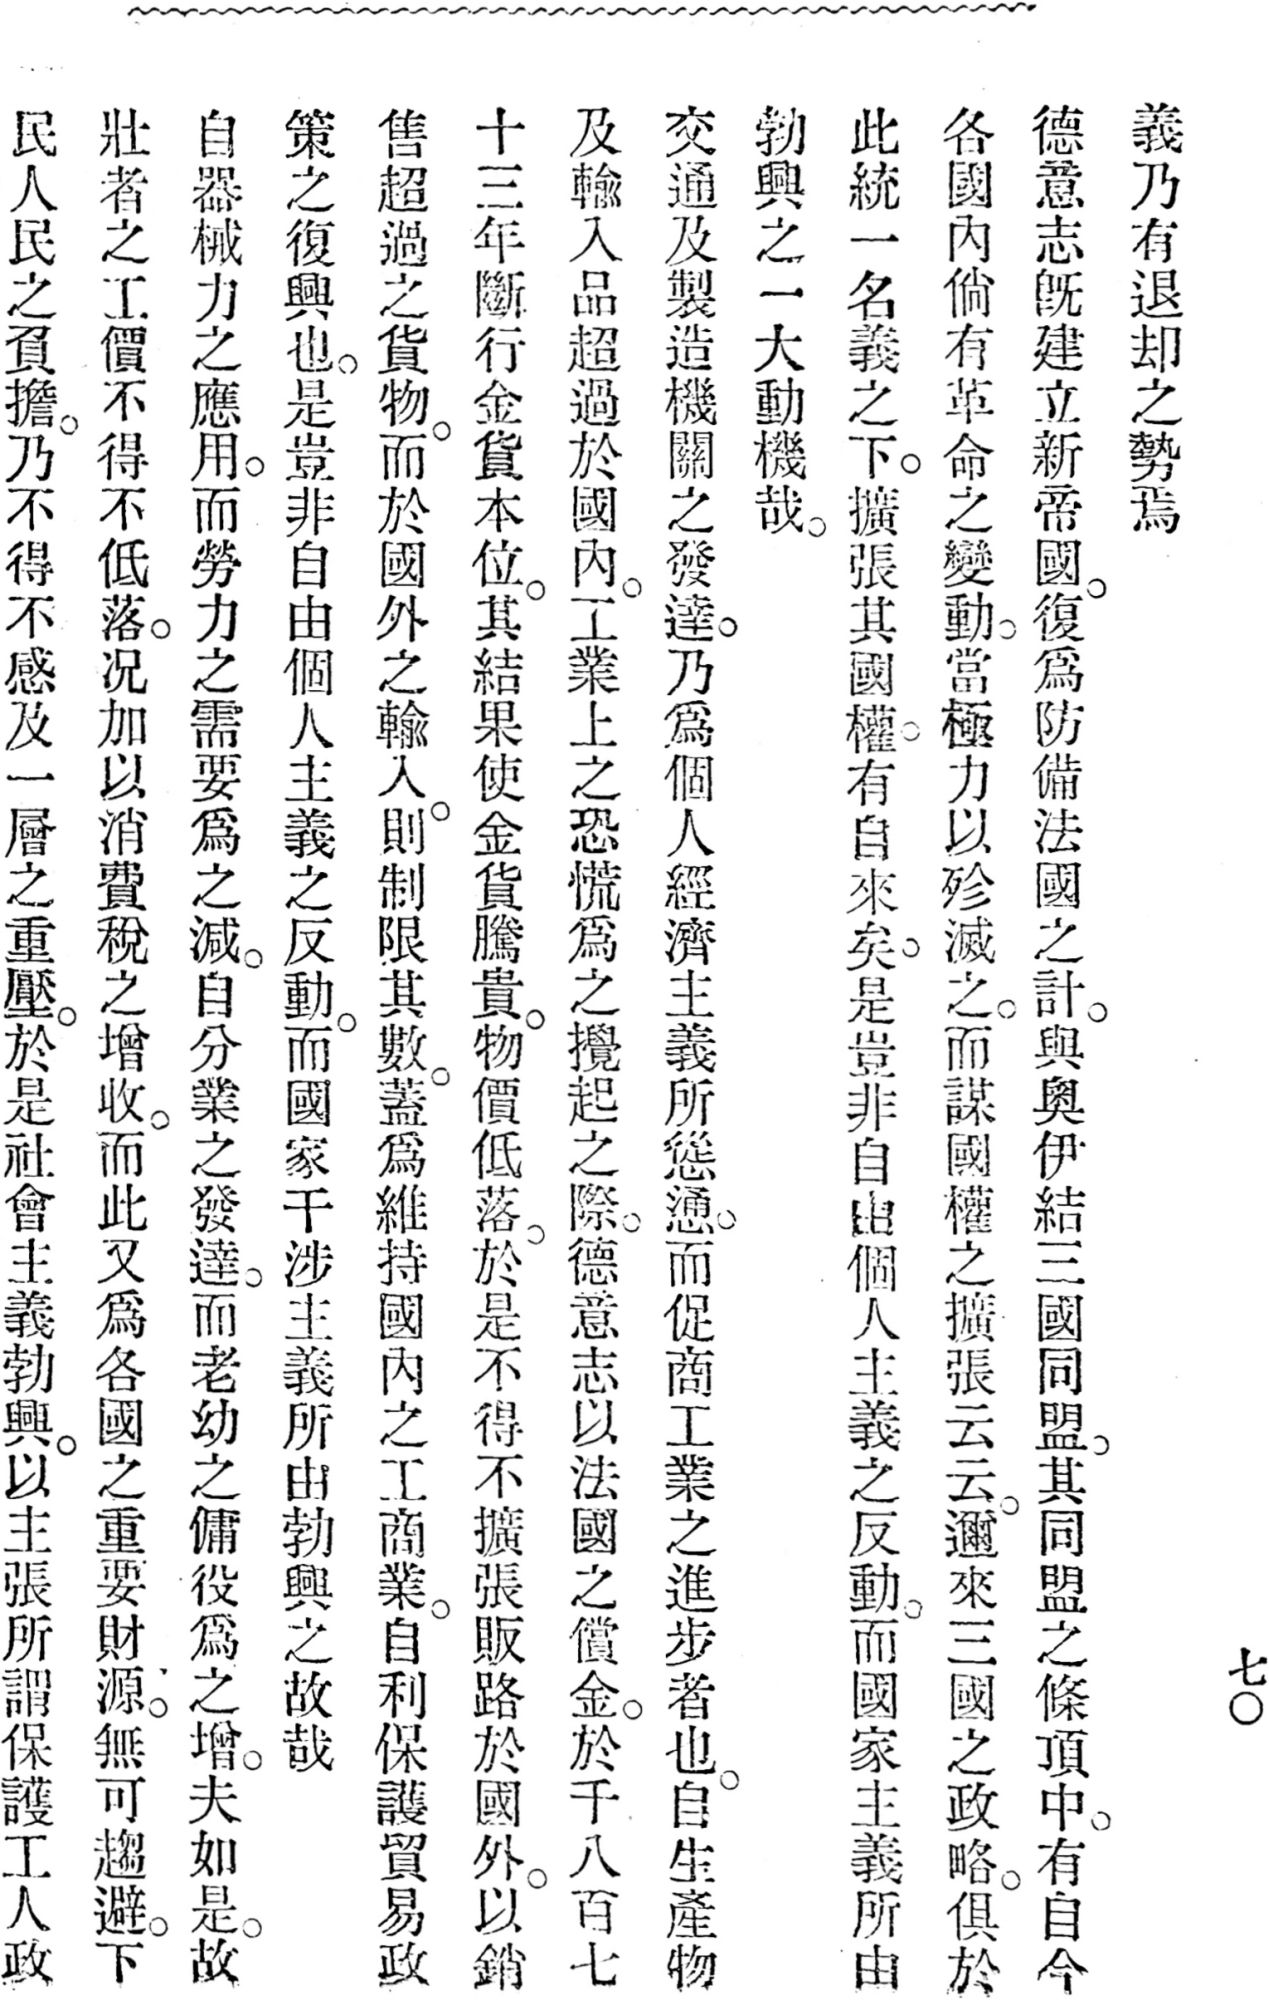 七〇
義乃有退却之勢焉
德意志旣建立新帝國。復爲防備法國之計。與奧伊結三國同盟。其同盟之條項中。有自今
各國內倘有革命之變動。當極力以殄滅之。而謀國權之擴張云云。邇來三國之政略。俱於
此統一名義之下。擴張其國權。有自來矣。是豈非自由個人主義之反動。而國家主義所由
勃興之一大動機哉。
交通及製造機關之發達。乃爲個人經濟主義所慫慂。而促商工業之進步者也。自生產物
及輸入品超過於國內。工業上之恐慌爲之攪起之際。德意志以法國之償金。於千八百七
十三年斷行金貨本位。其結果使金貨騰貴。物價低落。於是不得不擴張販路於國外。以銷
售超過之貨物。而於國外之輸入。則制限其數。蓋爲維持國內之工商業。自利保護貿易政
策之復興也。是豈非自由個人主義之反動。而國家干涉主義所由勃興之故哉
自器械力之應用。而勞力之需要爲之減。自分業之發達。而老幼之傭役爲之增。夫如是。故
壯者之工價不得不低落。况加以消費稅之增收。而此又爲各國之重要財源。無可趨避。下
民人民之負擔。乃不得不感及一層之重壓。於是社會主義勃興。以主張所謂保護工人政